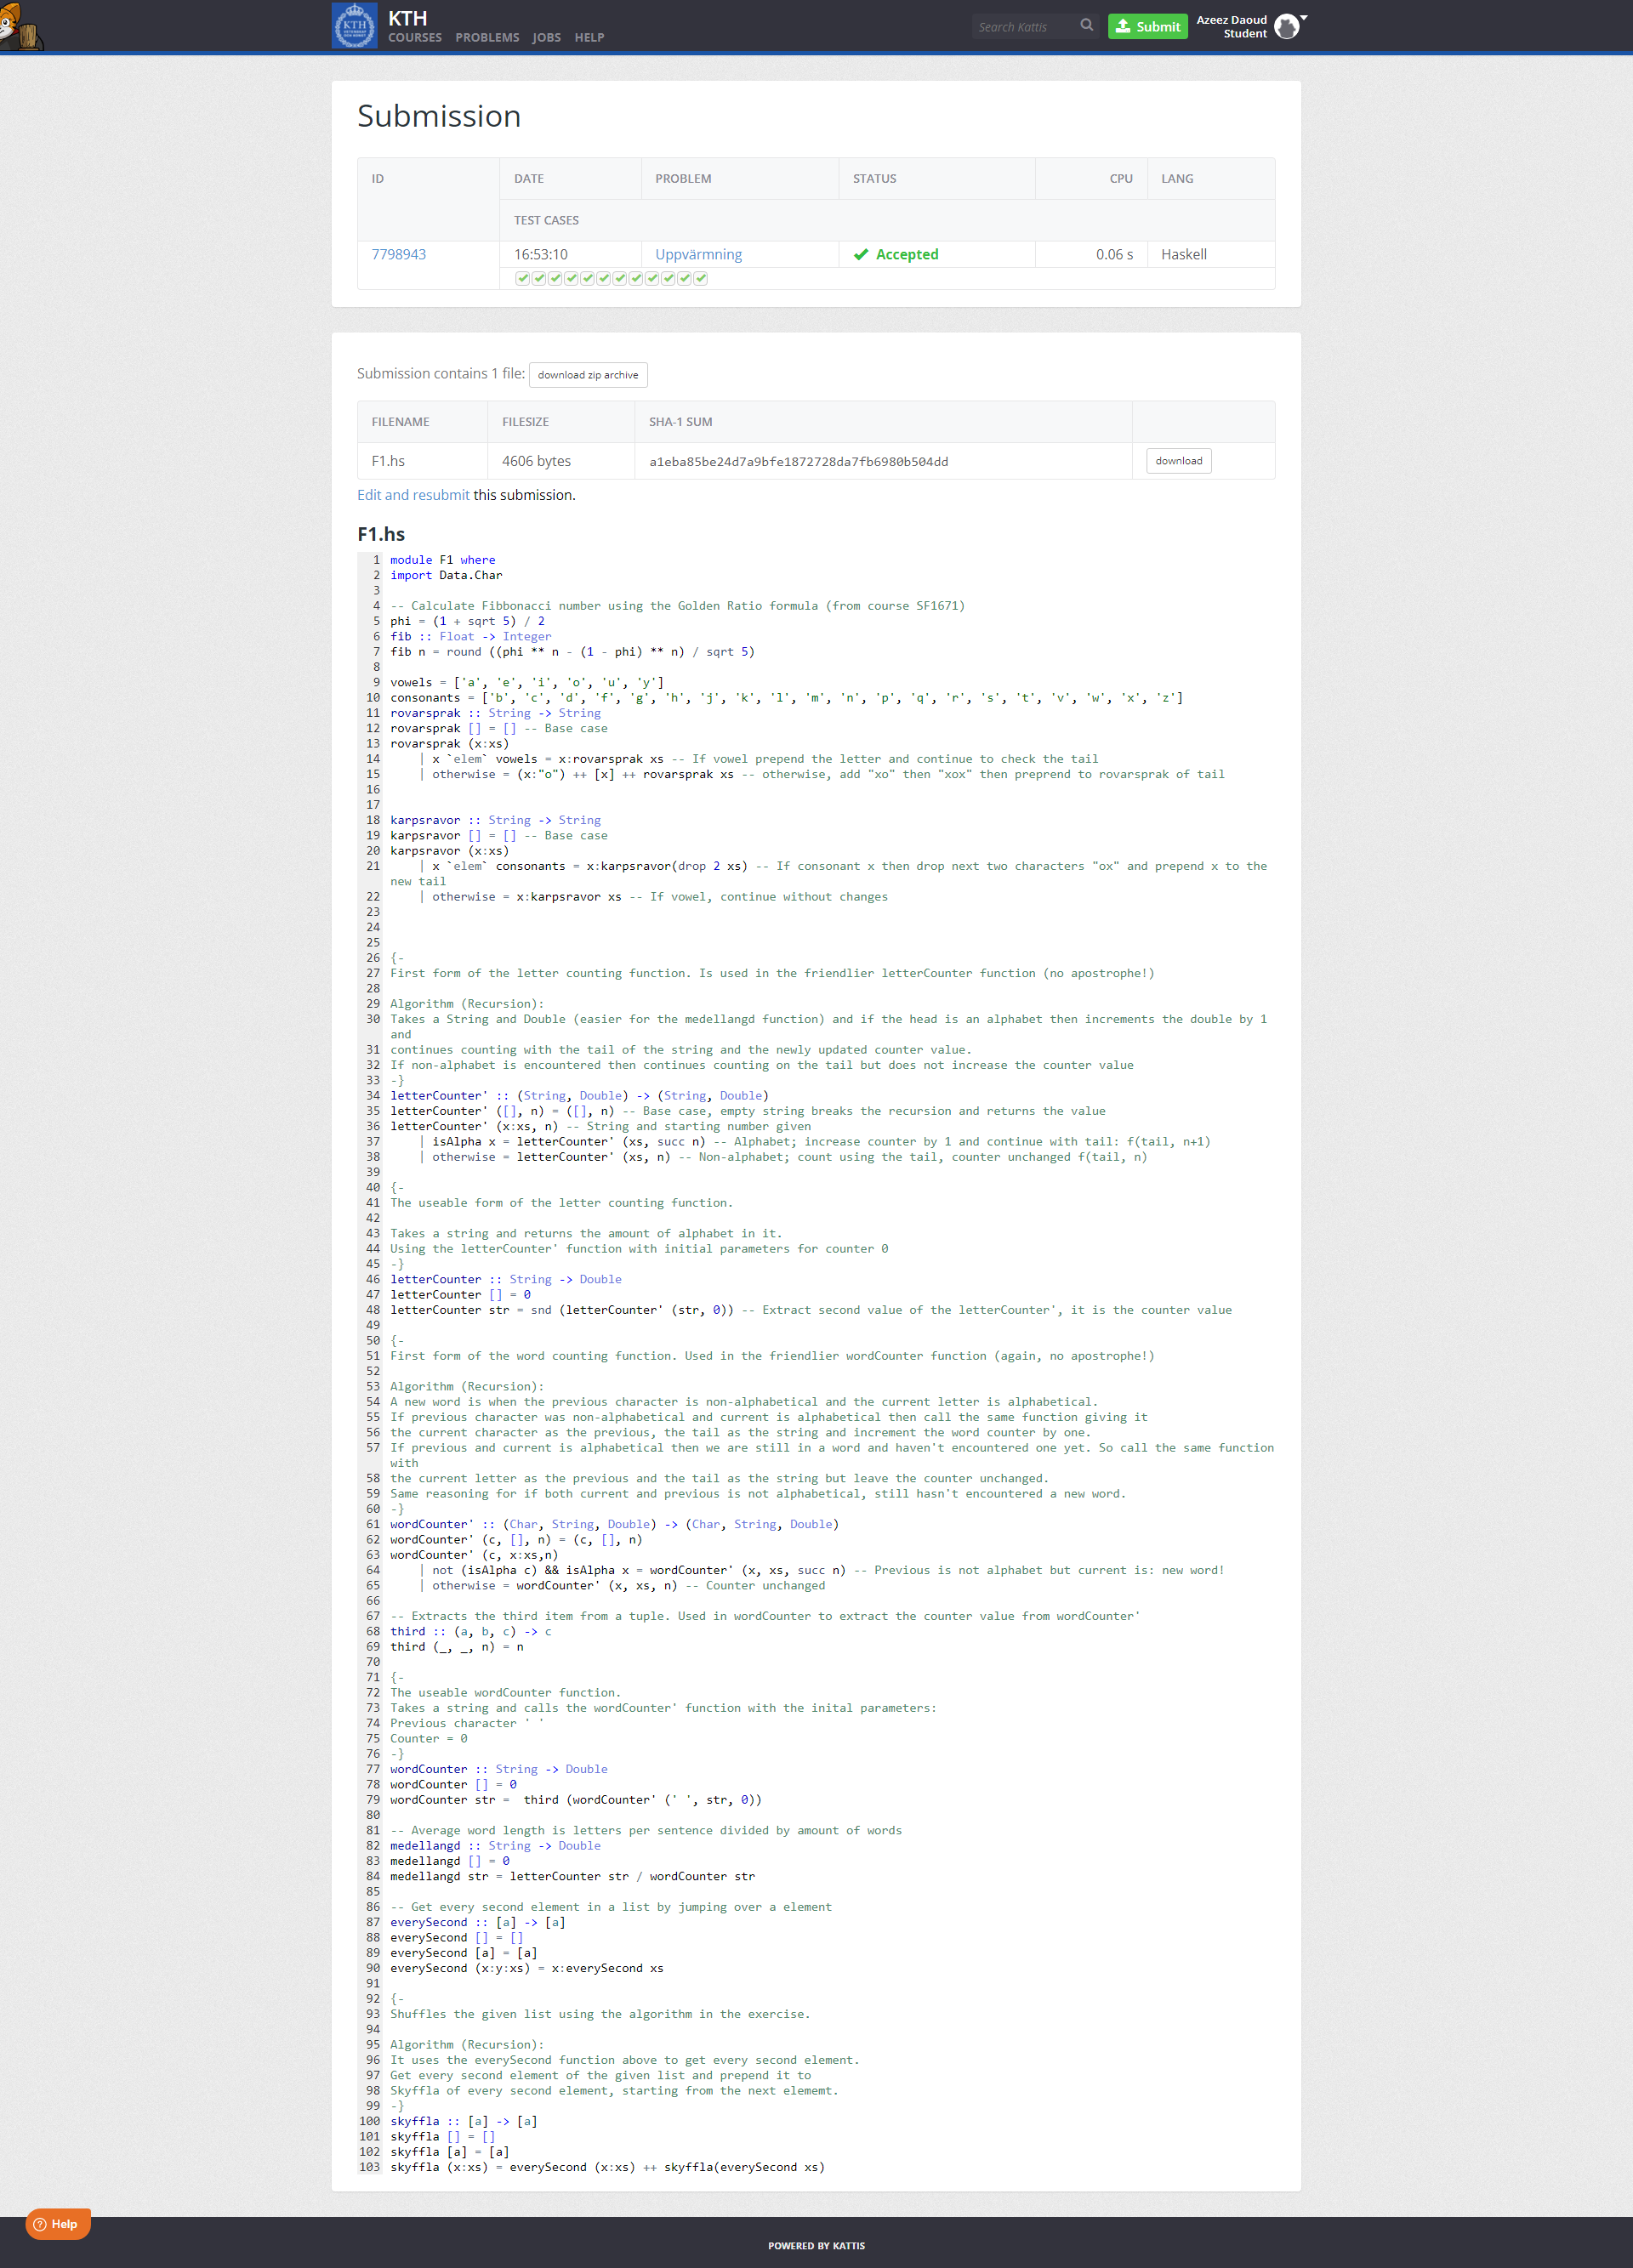 KTH
KTH
COURSES PROBLEMS JOBS HELP
Search Kattis
Submit
Azeez Daoud
Student
Submission
ID DATE PROBLEM STATUS CPU LANG
TEST CASES
7798943 16:53:10 Uppvärmning Accepted 0.06 s Haskell
Submission contains 1 file: download zip archive
FILENAME FILESIZE SHA-1 SUM
F1.hs 4606 bytes a1eba85be24d7a9bfe1872728da7fb6980b504dd download
Edit and resubmit this submission.
F1.hs
1 module F1 where
2 import Data.Char
3
4 -- Calculate Fibbonacci number using the Golden Ratio formula (from course SF1671)
5 phi = (1 + sqrt 5) / 2
6 fib :: Float -> Integer
7 fib n = round ((phi ** n - (1 - phi) ** n) / sqrt 5)
8
9 vowels = ['a', 'e', 'i', 'o', 'u', 'y']
10 consonants = ['b', 'c', 'd', 'f', 'g', 'h', 'j', 'k', 'l', 'm', 'n', 'p', 'q', 'r', 's', 't', 'v', 'w', 'x', 'z']
11 rovarsprak :: String -> String
12 rovarsprak [] = [] -- Base case
13 rovarsprak (x:xs)
14     | x `elem` vowels = x:rovarsprak xs -- If vowel prepend the letter and continue to check the tail
15     | otherwise = (x:"o") ++ [x] ++ rovarsprak xs -- otherwise, add "xo" then "xox" then preprend to rovarsprak of tail
16
17
18 karpsravor :: String -> String
19 karpsravor [] = [] -- Base case
20 karpsravor (x:xs)
21     | x `elem` consonants = x:karpsravor(drop 2 xs) -- If consonant x then drop next two characters "ox" and prepend x to the
new tail
22     | otherwise = x:karpsravor xs -- If vowel, continue without changes
23
24
25
26 {-
27 First form of the letter counting function. Is used in the friendlier letterCounter function (no apostrophe!)
28
29 Algorithm (Recursion):
30 Takes a String and Double (easier for the medellangd function) and if the head is an alphabet then increments the double by 1
and
31 continues counting with the tail of the string and the newly updated counter value.
32 If non-alphabet is encountered then continues counting on the tail but does not increase the counter value
33 -}
34 letterCounter' :: (String, Double) -> (String, Double)
35 letterCounter' ([], n) = ([], n) -- Base case, empty string breaks the recursion and returns the value
36 letterCounter' (x:xs, n) -- String and starting number given
37     | isAlpha x = letterCounter' (xs, succ n) -- Alphabet; increase counter by 1 and continue with tail: f(tail, n+1)
38     | otherwise = letterCounter' (xs, n) -- Non-alphabet; count using the tail, counter unchanged f(tail, n)
39
40 {-
41 The useable form of the letter counting function.
42
43 Takes a string and returns the amount of alphabet in it.
44 Using the letterCounter' function with initial parameters for counter 0
45 -}
46 letterCounter :: String -> Double
47 letterCounter [] = 0
48 letterCounter str = snd (letterCounter' (str, 0)) -- Extract second value of the letterCounter', it is the counter value
49
50 {-
51 First form of the word counting function. Used in the friendlier wordCounter function (again, no apostrophe!)
52
53 Algorithm (Recursion):
54 A new word is when the previous character is non-alphabetical and the current letter is alphabetical.
55 If previous character was non-alphabetical and current is alphabetical then call the same function giving it
56 the current character as the previous, the tail as the string and increment the word counter by one.
57 If previous and current is alphabetical then we are still in a word and haven't encountered one yet. So call the same function
with
58 the current letter as the previous and the tail as the string but leave the counter unchanged.
59 Same reasoning for if both current and previous is not alphabetical, still hasn't encountered a new word.
60 -}
61 wordCounter' :: (Char, String, Double) -> (Char, String, Double)
62 wordCounter' (c, [], n) = (c, [], n)
63 wordCounter' (c, x:xs,n)
64     | not (isAlpha c) && isAlpha x = wordCounter' (x, xs, succ n) -- Previous is not alphabet but current is: new word!
65     | otherwise = wordCounter' (x, xs, n) -- Counter unchanged
66
67 -- Extracts the third item from a tuple. Used in wordCounter to extract the counter value from wordCounter'
68 third :: (a, b, c) -> c
69 third (_, _, n) = n
70
71 {-
72 The useable wordCounter function.
73 Takes a string and calls the wordCounter' function with the inital parameters:
74 Previous character ' '
75 Counter = 0
76 -}
77 wordCounter :: String -> Double
78 wordCounter [] = 0
79 wordCounter str =  third (wordCounter' (' ', str, 0))
80
81 -- Average word length is letters per sentence divided by amount of words
82 medellangd :: String -> Double
83 medellangd [] = 0
84 medellangd str = letterCounter str / wordCounter str
85
86 -- Get every second element in a list by jumping over a element
87 everySecond :: [a] -> [a]
88 everySecond [] = []
89 everySecond [a] = [a]
90 everySecond (x:y:xs) = x:everySecond xs
91
92 {-
93 Shuffles the given list using the algorithm in the exercise.
94
95 Algorithm (Recursion):
96 It uses the everySecond function above to get every second element.
97 Get every second element of the given list and prepend it to
98 Skyffla of every second element, starting from the next elememt.
99 -}
100 skyffla :: [a] -> [a]
101 skyffla [] = []
102 skyffla [a] = [a]
103 skyffla (x:xs) = everySecond (x:xs) ++ skyffla(everySecond xs)
Help
POWERED BY KATTIS